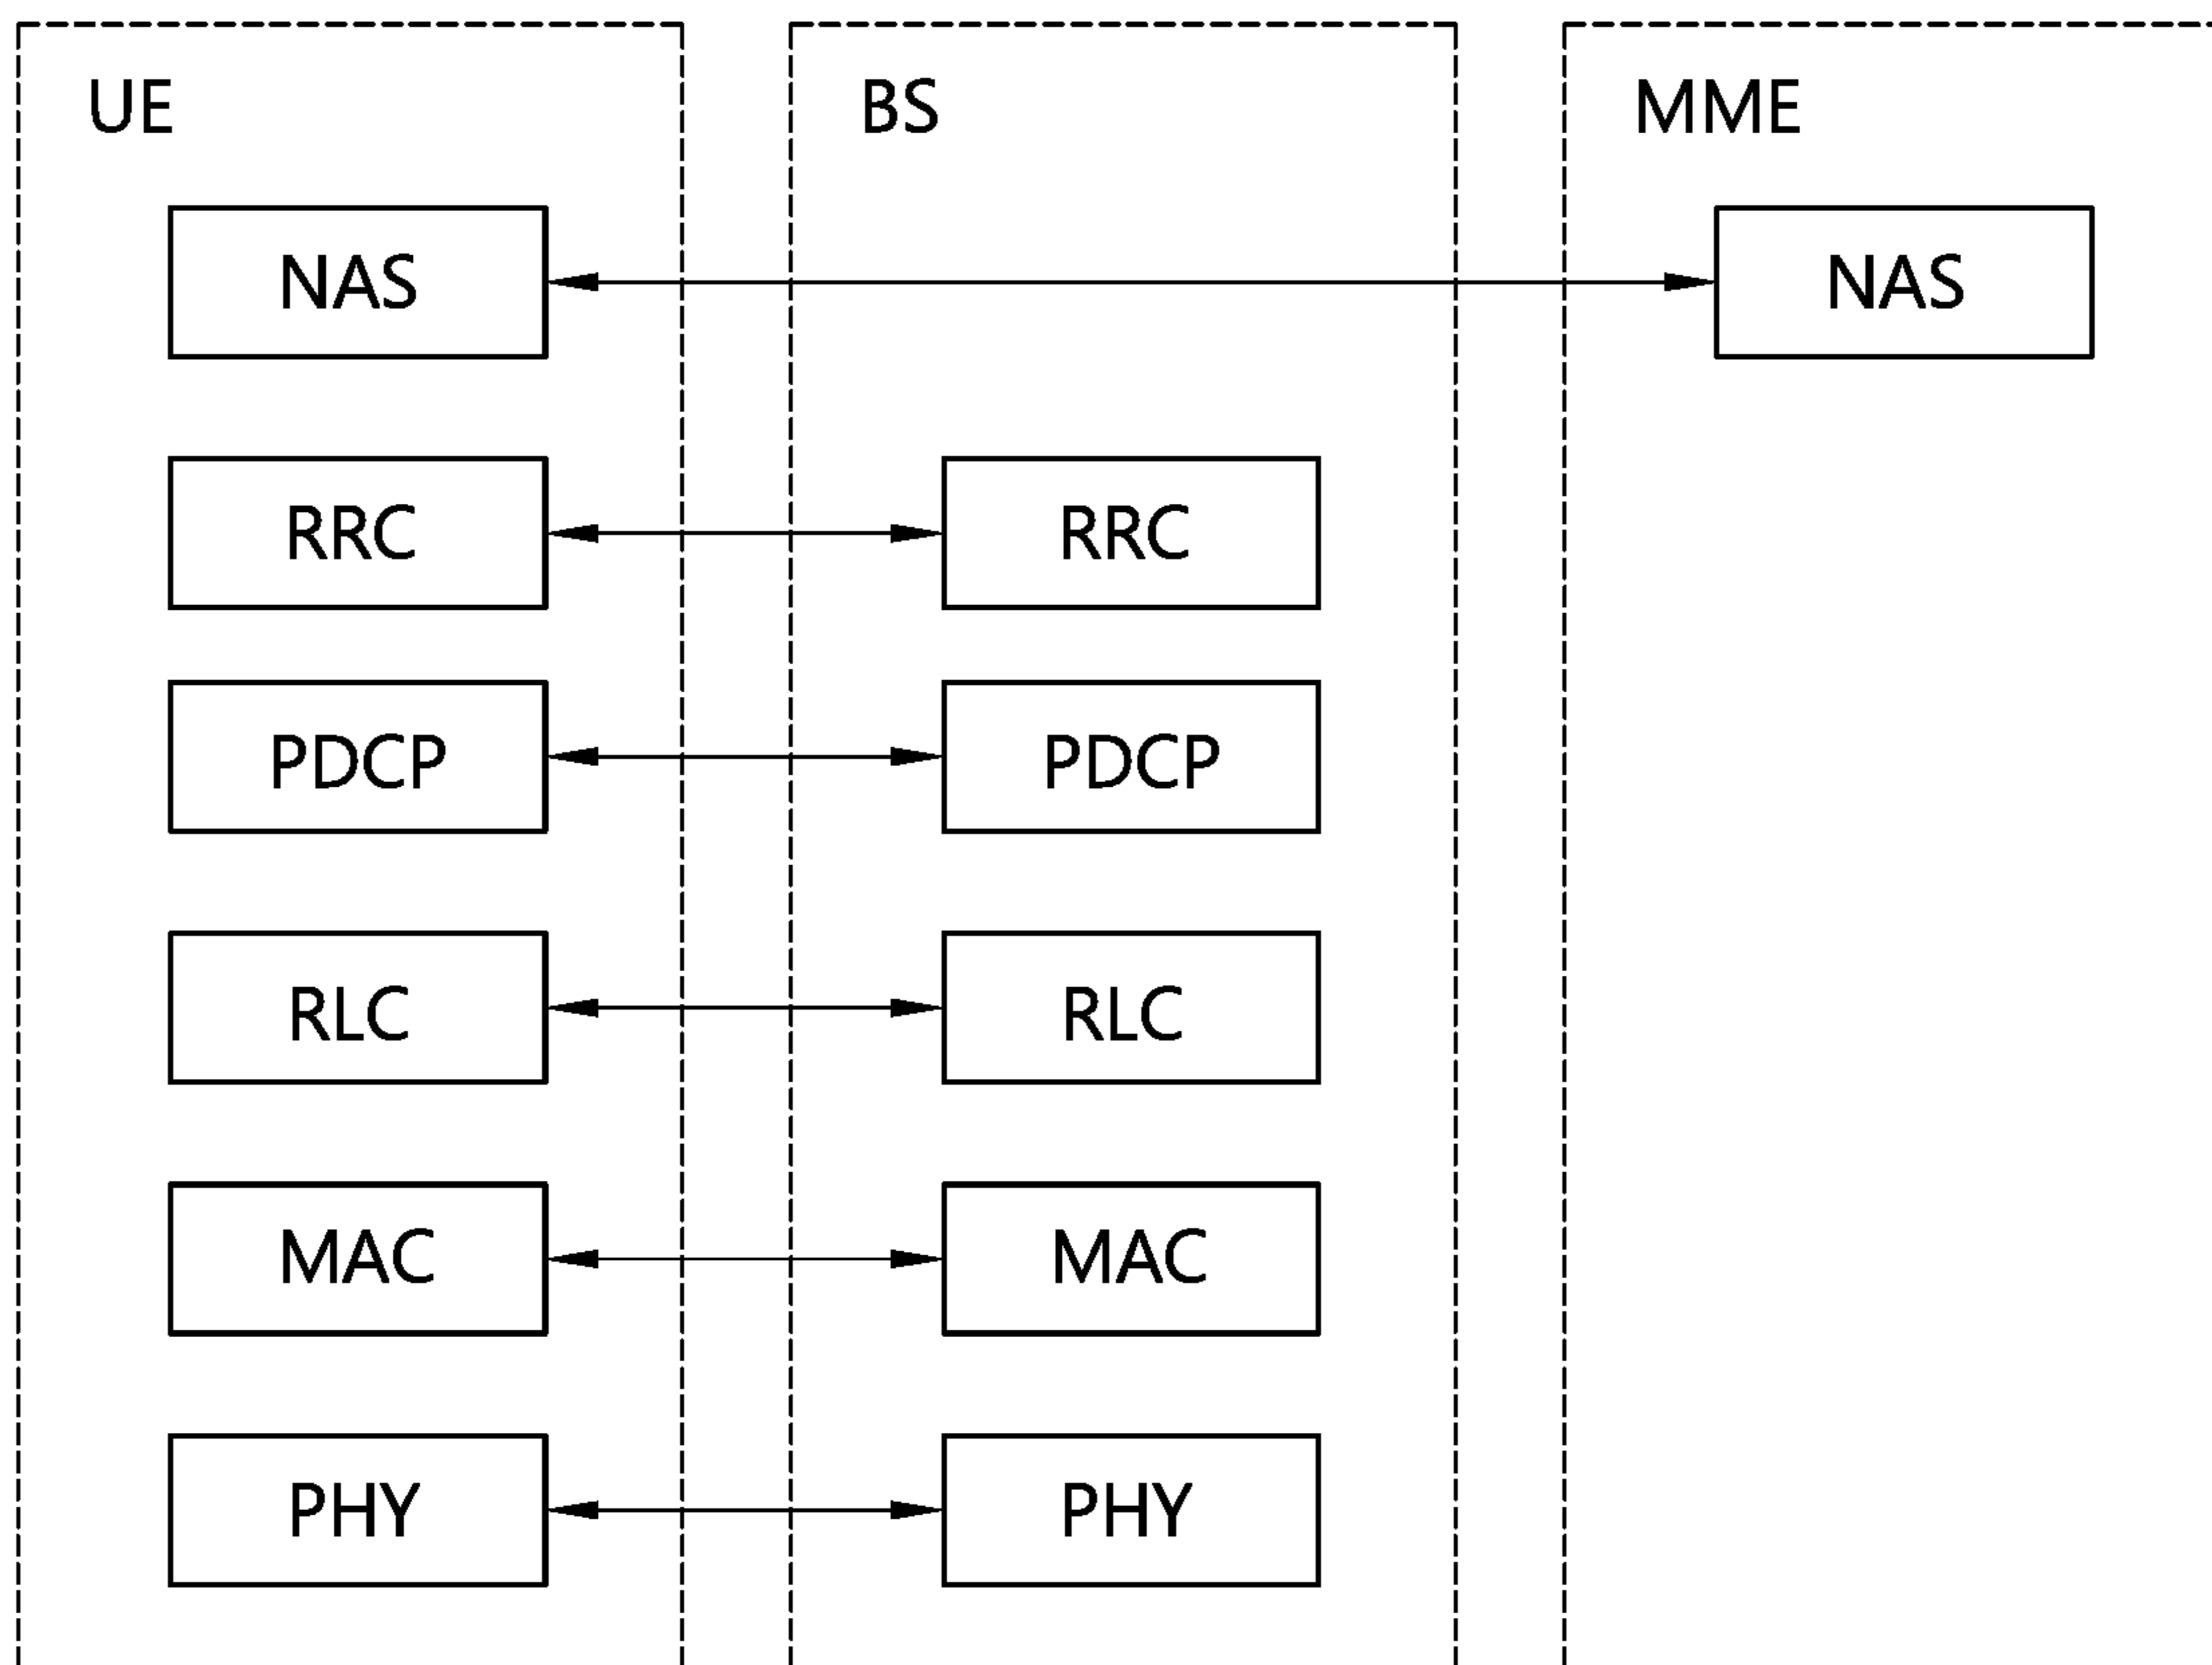 UE BS MME
NAS NAS
RRC RRC
PDCP PDCP
RLC RLC
MAC MAC
PHY PHY